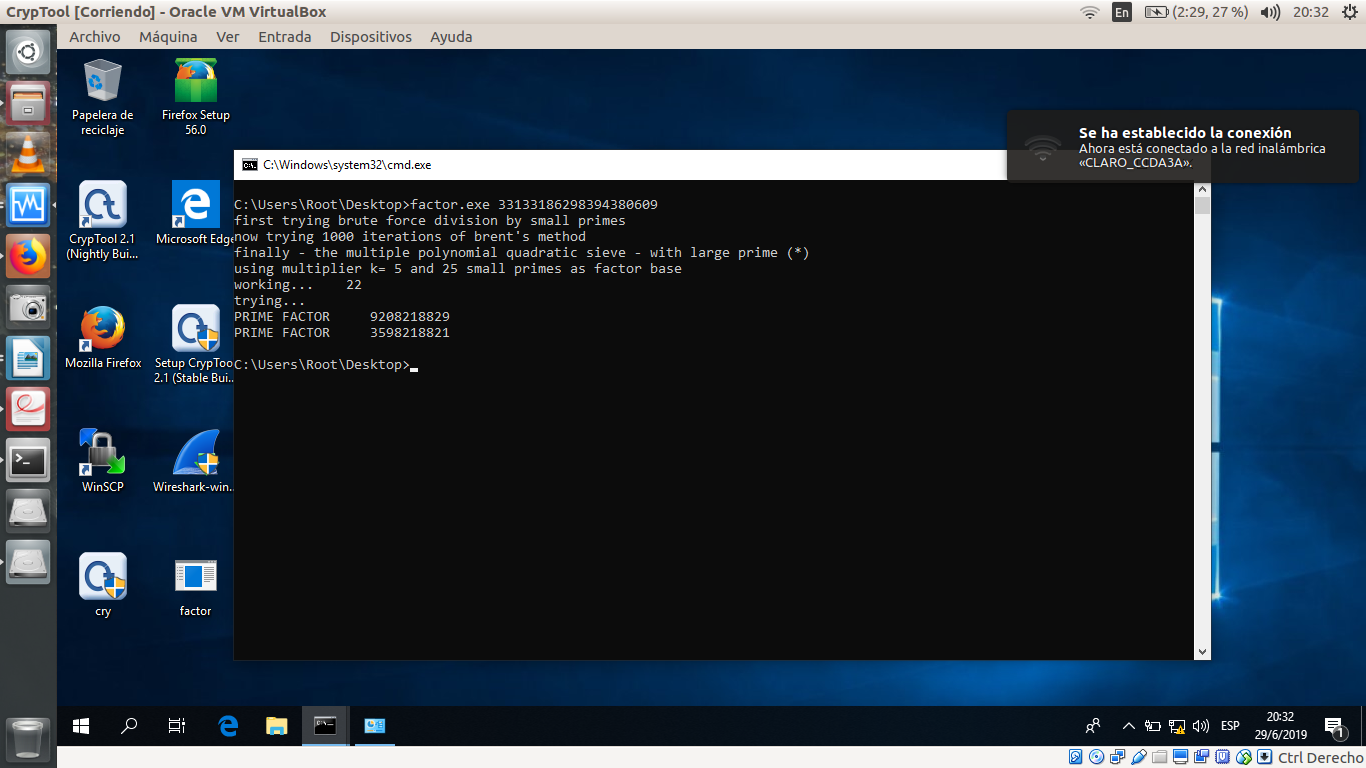 CrypTool [Corriendo] - Oracle VM VirtualBox
En
(2:29, 27 %)
20:32
Archivo Máquina Ver Entrada Dispositivos Ayuda
Papelera de
reciclaje
Firefox Setup
56.0
Se ha establecido la conexión
Ahora está conectado a la red inalámbrica
«CLARO_CCDA3A».
C:\Windows\system32\cmd.exe
C:\Users\Root\Desktop>factor.exe 33133186298394380609
first trying brute force division by small primes
now trying 1000 iterations of brent's method
finally - the multiple polynomial quadratic sieve - with large prime (*)
using multiplier k= 5 and 25 small primes as factor base
working... 22
trying...
PRIME FACTOR 9208218829
PRIME FACTOR 3598218821
C:\Users\Root\Desktop>
CrypTool 2.1
(Nightly Bui...
Microsoft Edge
Mozilla Firefox
Setup CrypToo
2.1 (Stable Bui...
WinSCP
Wireshark-win...
cry
factor
ESP
20:32
29/6/2019
1
Ctrl Derecho